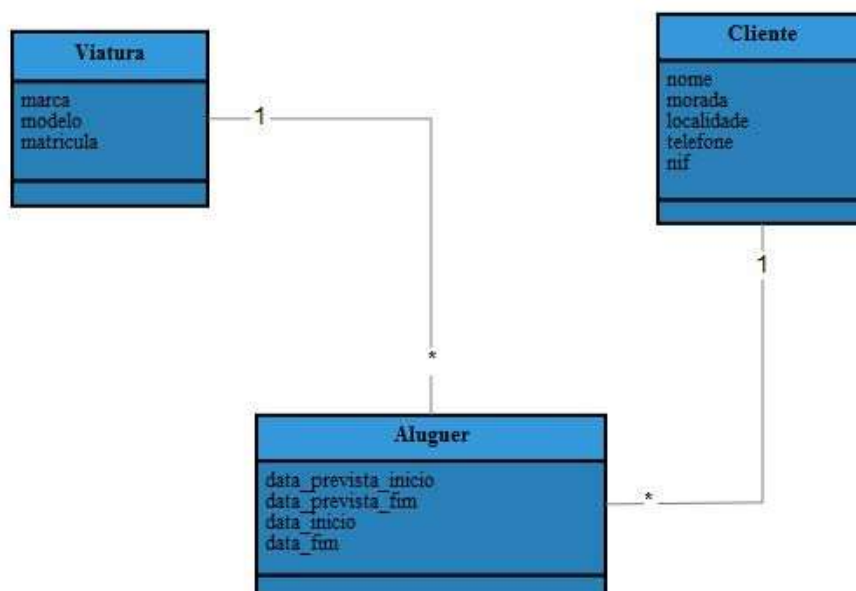 Viatura
marca
modelo
matricula
1
Cliente
nome
morada
localidade
telefone
nif
1
*
Aluguer
data_prevista_inicio
data_prevista_fim
data_inicio
data_fim
*